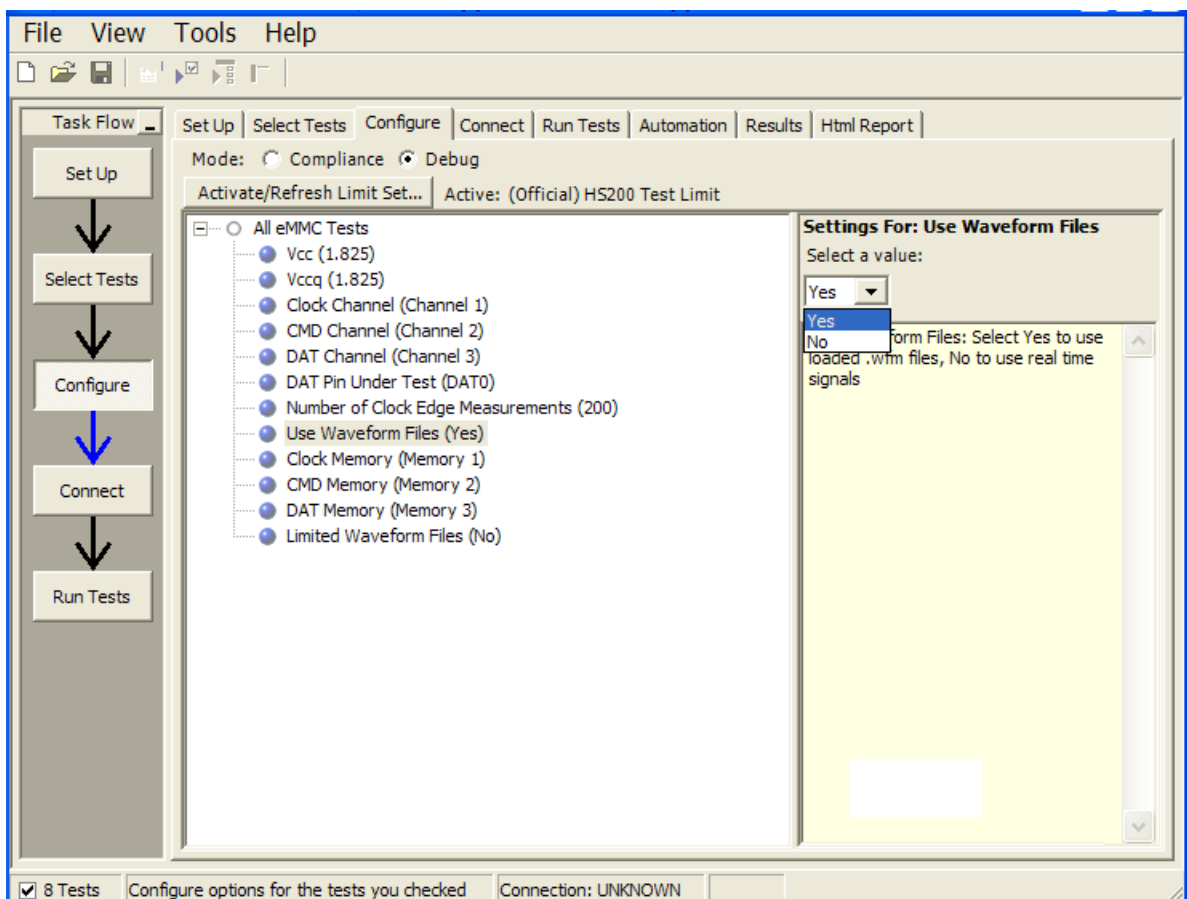 File View Tools Help
Task Flow
Set Up
Select Tests
Configure
Connect
Run Tests
Set Up Select Tests Configure Connect Run Tests Automation Results Html Report
Mode: Compliance Debug
Activate/Refresh Limit Set... Active: (Official) HS200 Test Limit
All eMMC Tests
Vcc (1.825)
Vccq (1.825)
Clock Channel (Channel 1)
CMD Channel (Channel 2)
DAT Channel (Channel 3)
DAT Pin Under Test (DAT0)
Number of Clock Edge Measurements (200)
Use Waveform Files (Yes)
Clock Memory (Memory 1)
CMD Memory (Memory 2)
DAT Memory (Memory 3)
Limited Waveform Files (No)
Settings For: Use Waveform Files
Select a value:
Yes
Yes
No
form Files: Select Yes to use
loaded .wfm files, No to use real time
signals
8 Tests Configure options for the tests you checked Connection: UNKNOWN